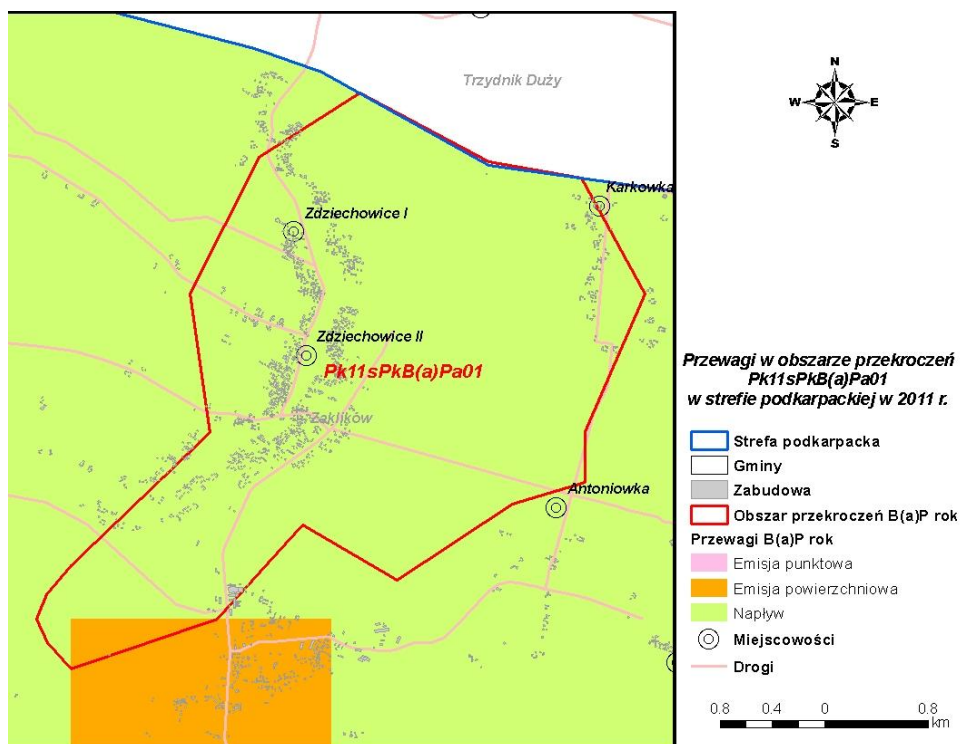 Trzydnik Duży
Karkowka
Zdziechowice I
Zdziechowice II
Pk11sPkB(a)Pa01
Zaklików
Antoniowka
N
W
E
S
Przewagi w obszarze przekroczeń
Pk11sPkB(a)Pa01
w strefie podkarpackiej w 2011 r.
Strefa podkarpacka
Gminy
Zabudowa
Obszar przekroczeń B(a)P rok
Przewagi B(a)P rok
Emisja punktowa
Emisja powierzchniowa
Napływ
Miejscowości
Drogi
0.8 0.4 0 0.8
km